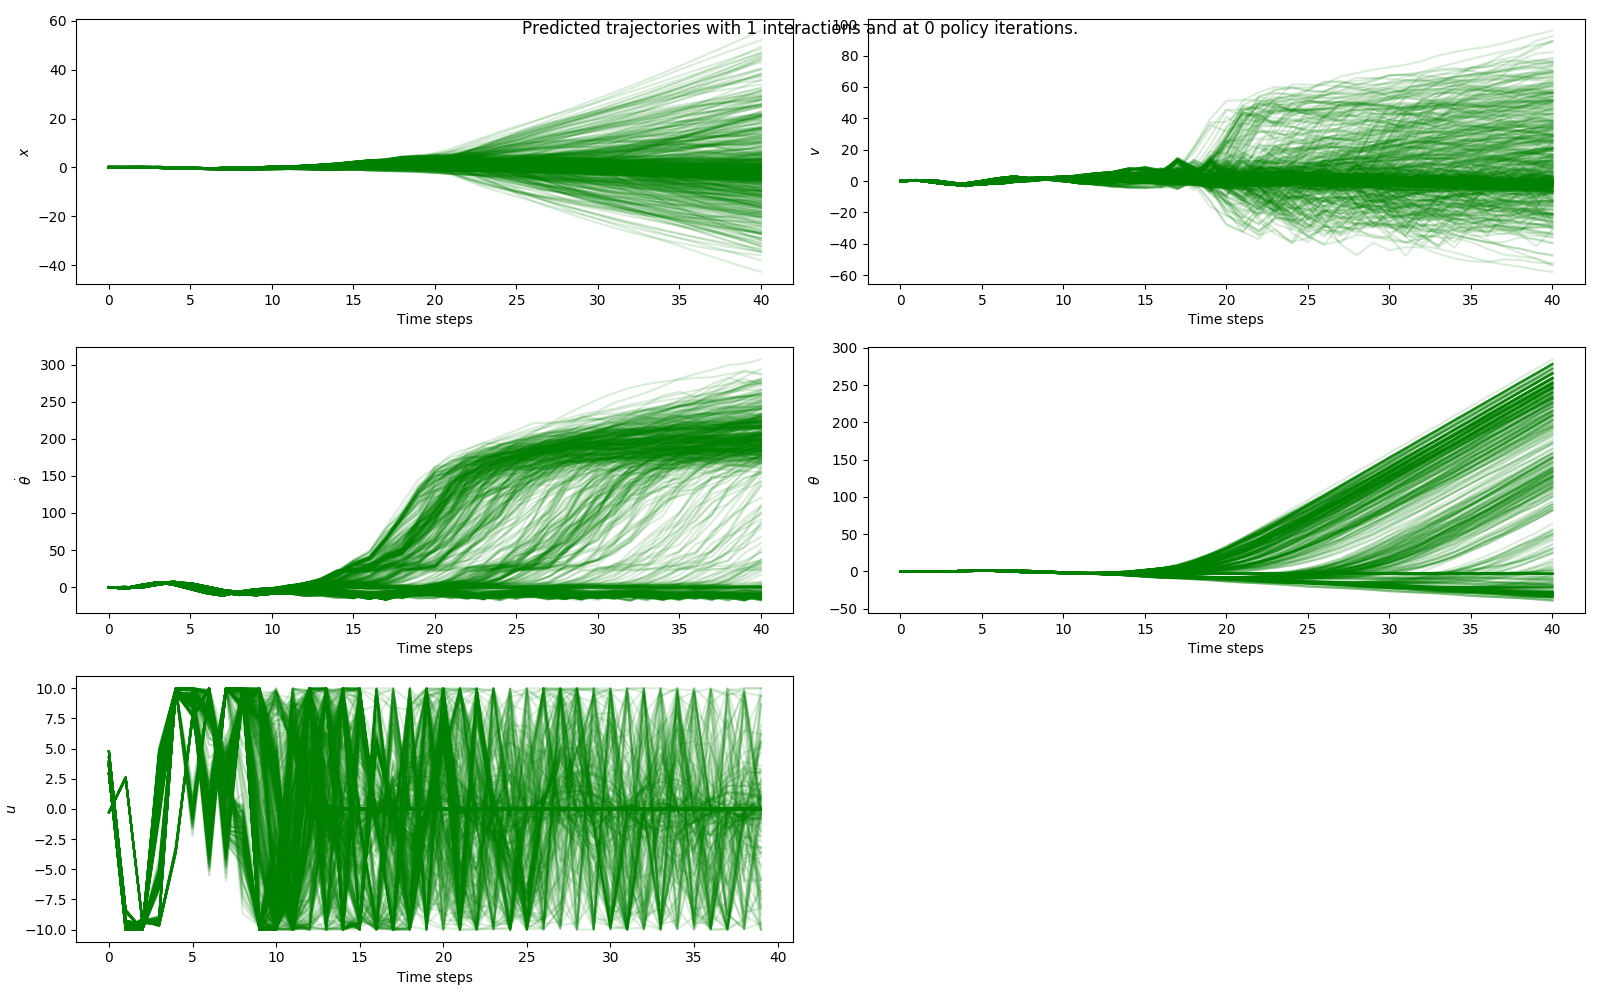 Predicted trajectories with 1 interactions and at 0 policy iterations.
60
40
20
0
−20
−40
x
0 5 10 15 20 25 30 35 40
Time steps
100
80
60
40
20
0
−20
−40
−60
v
0 5 10 15 20 25 30 35 40
Time steps
300
250
200
150
100
50
0
θ̇
0 5 10 15 20 25 30 35 40
Time steps
300
250
200
150
100
50
0
−50
θ
0 5 10 15 20 25 30 35 40
Time steps
10.0
7.5
5.0
2.5
0.0
−2.5
−5.0
−7.5
−10.0
u
0 5 10 15 20 25 30 35 40
Time steps